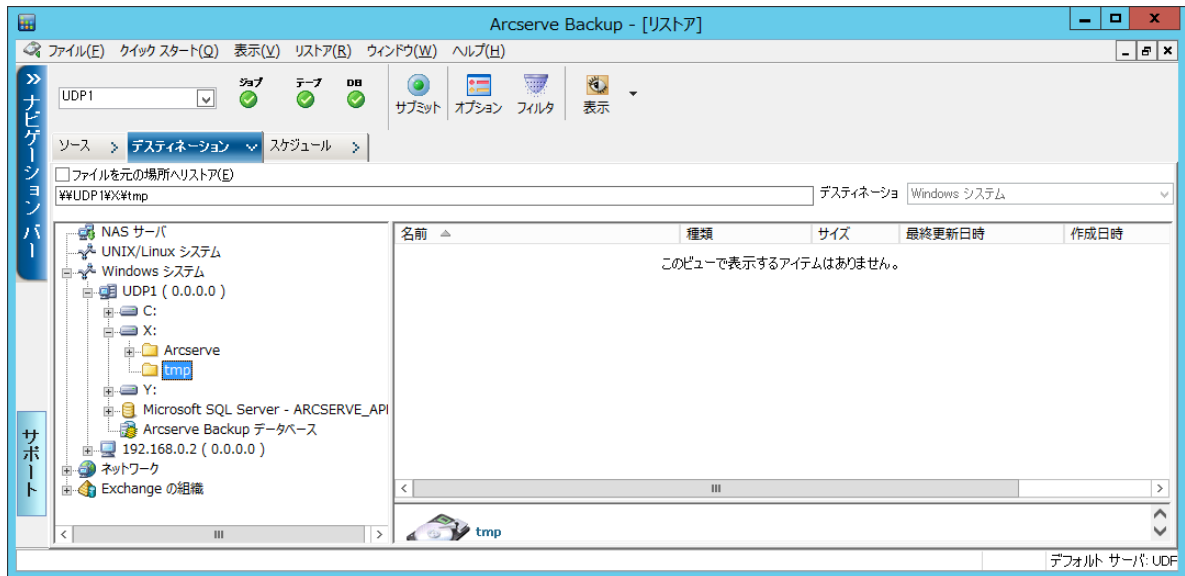 Arcserve Backup - [リストア]
ファイル(F) クイック スタート(Q) 表示(V) リストア(R) ウィンドウ(W) ヘルプ(H)
ナビゲーション バー
サポート
UDP1
ジョブ テープ DB
サブミット オプション フィルタ 表示
ソース デスティネーション スケジュール
ファイルを元の場所へリストア(E)
¥¥UDP1¥X¥tmp
デスティネーショ Windows システム
NAS サーバ
UNIX/Linux システム
Windows システム
UDP1 ( 0.0.0.0 )
C:
X:
Arcserve
tmp
Y:
Microsoft SQL Server - ARCSERVE_API
Arcserve Backup データベース
192.168.0.2 ( 0.0.0.0 )
ネットワーク
Exchange の組織
名前 種類 サイズ 最終更新日時 作成日時
このビューで表示するアイテムはありません。
tmp
デフォルト サーバ: UDF